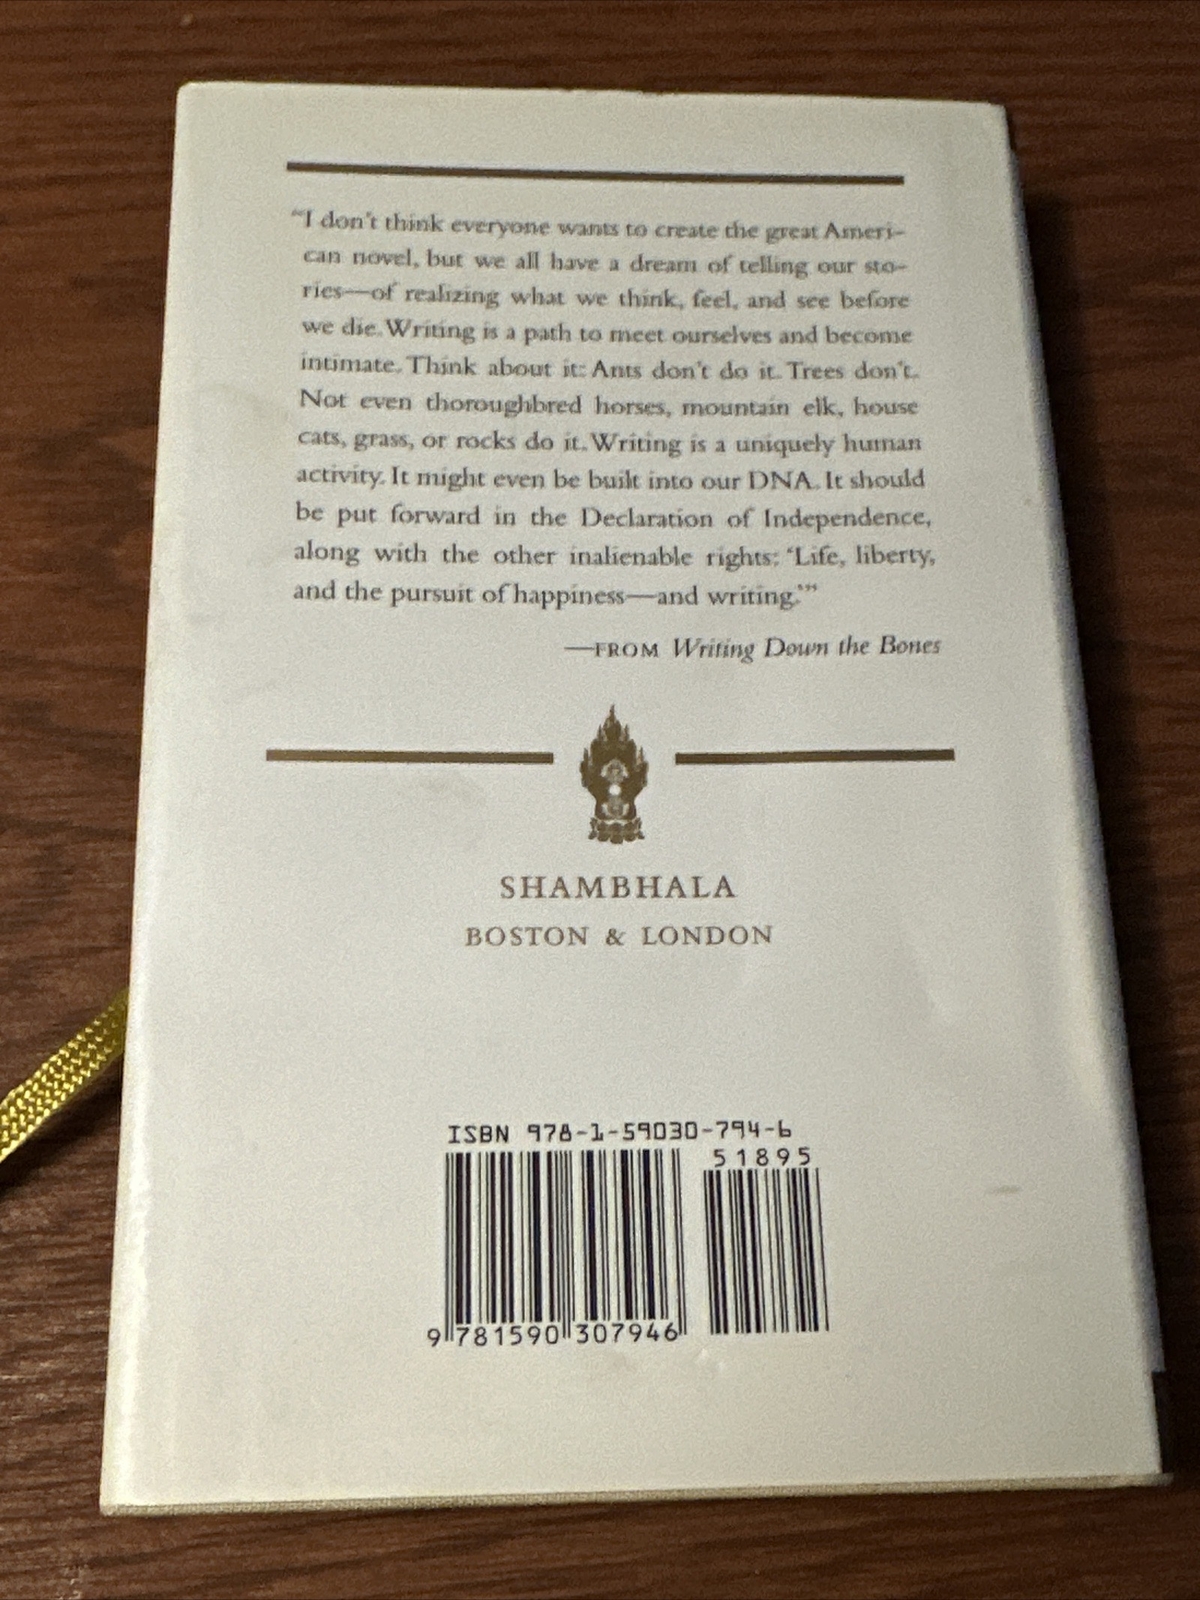 "I don't think everyone wants to create the great Ameri-
can novel, but we all have a dream of telling our sto-
ries—of realizing what we think, feel, and see before
we die. Writing is a path to meet ourselves and become
intimate. Think about it: Ants don't do it. Trees don't.
Not even thoroughbred horses, mountain elk, house
cats, grass, or rocks do it. Writing is a uniquely human
activity. It might even be built into our DNA. It should
be put forward in the Declaration of Independence,
along with the other inalienable rights: 'Life, liberty,
and the pursuit of happiness—and writing.'"
—FROM Writing Down the Bones
SHAMBHALA
BOSTON & LONDON
ISBN 978-1-59030-794-6
51895
9 781590 307946